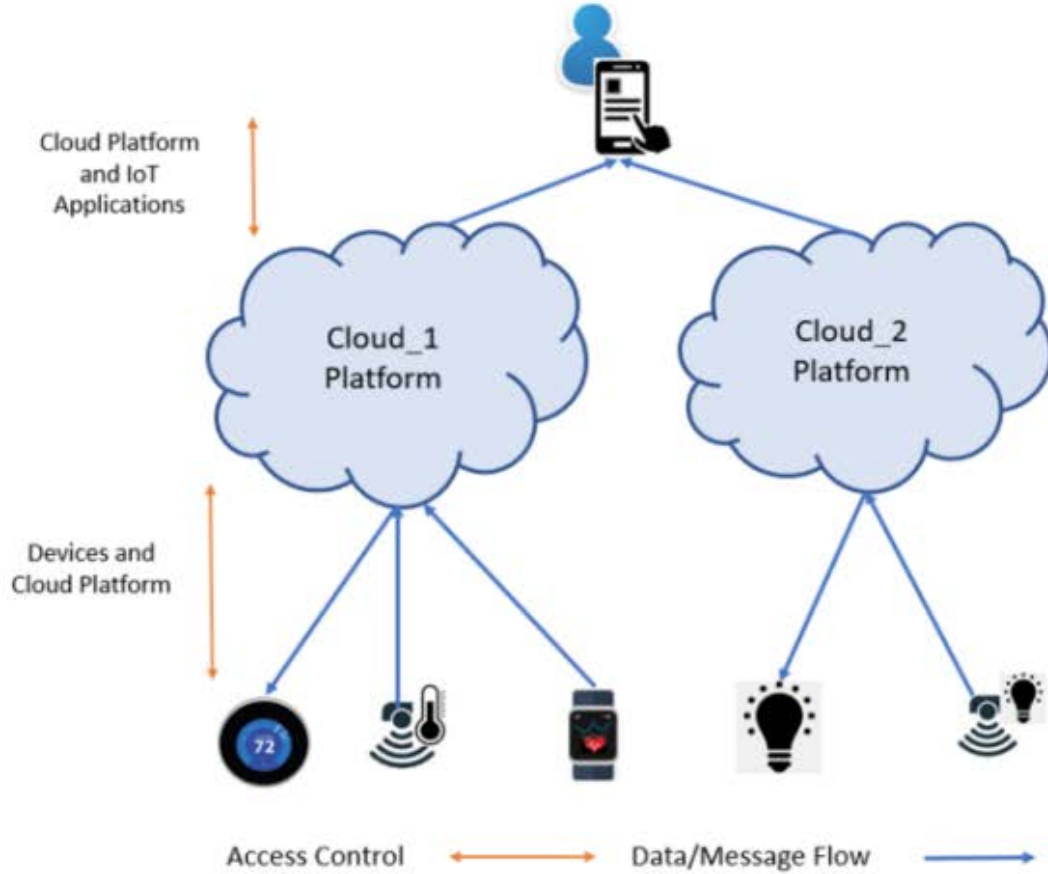 Cloud Platform
and IoT
Applications
Cloud_1
Platform
Cloud_2
Platform
Devices and
Cloud Platform
72
Access Control
Data/Message Flow